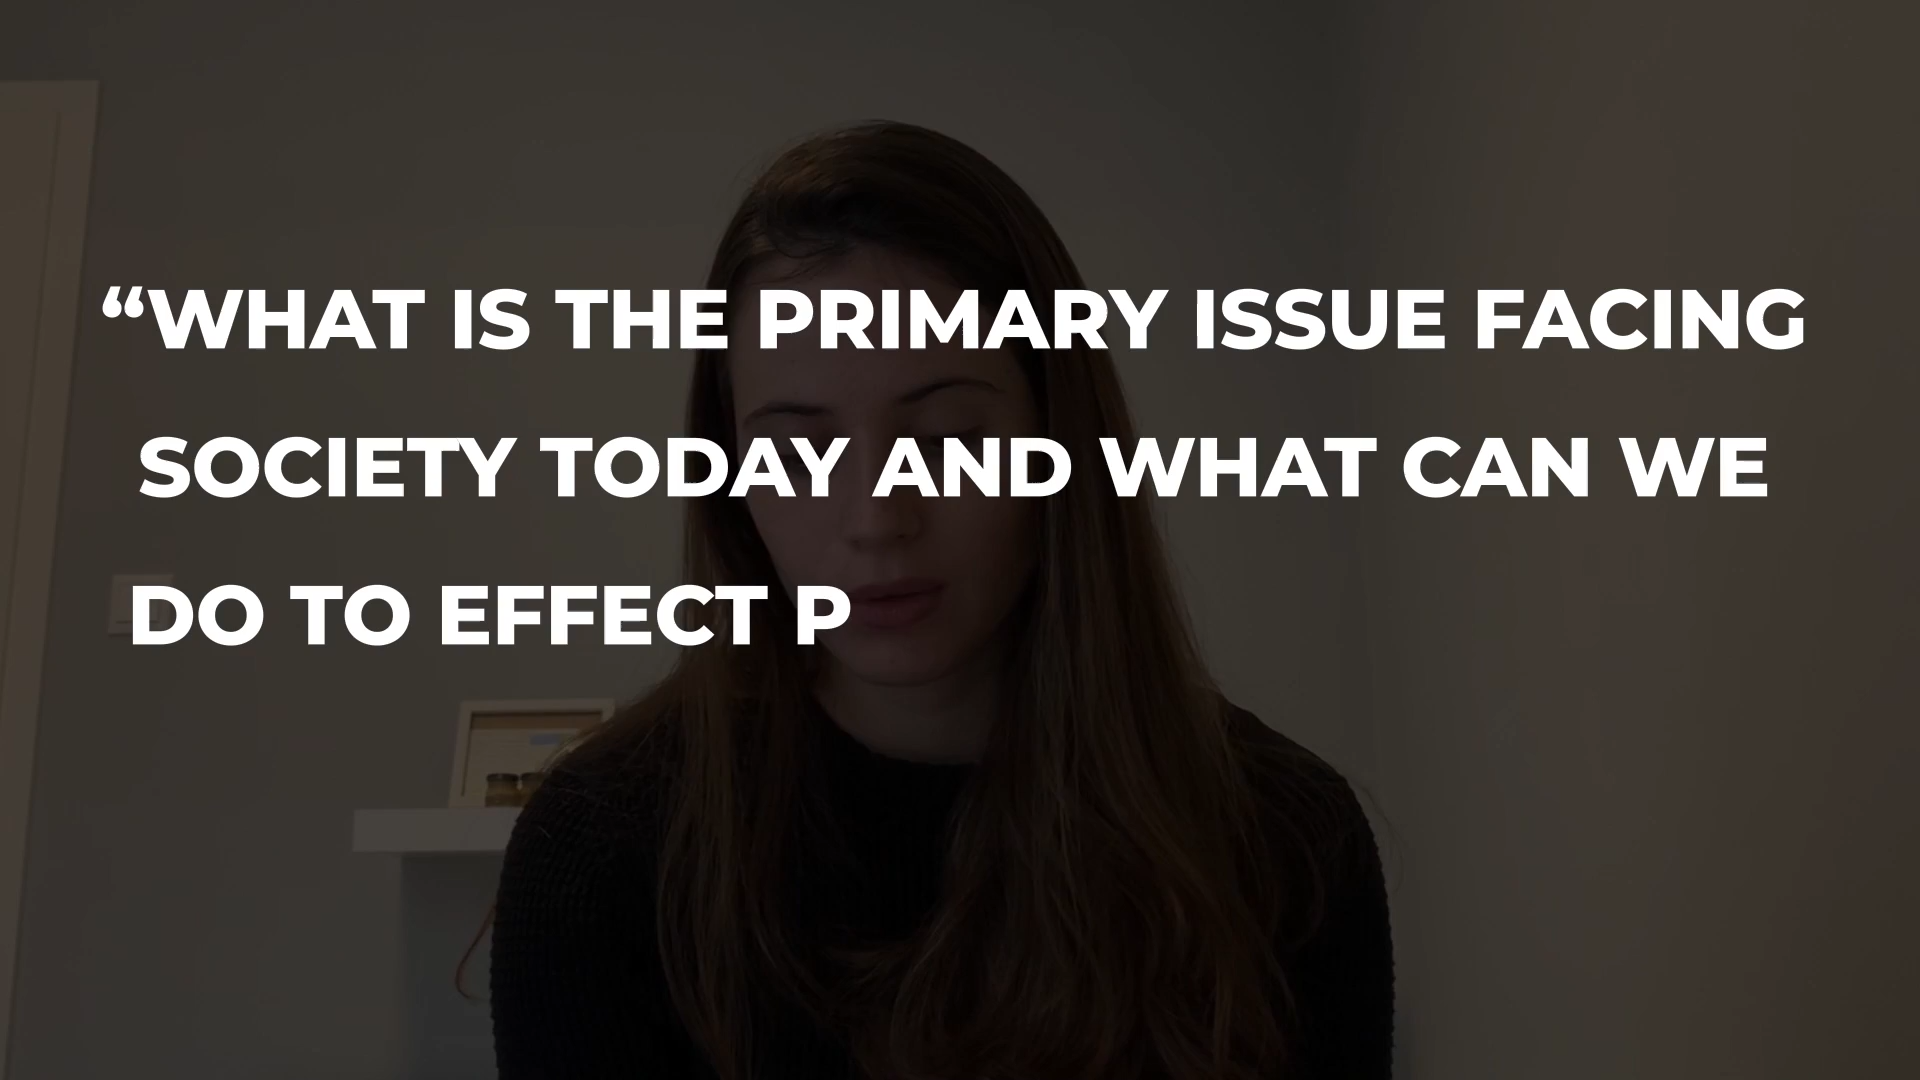 “WHAT IS THE PRIMARY ISSUE FACING
SOCIETY TODAY AND WHAT CAN WE
DO TO EFFECT P